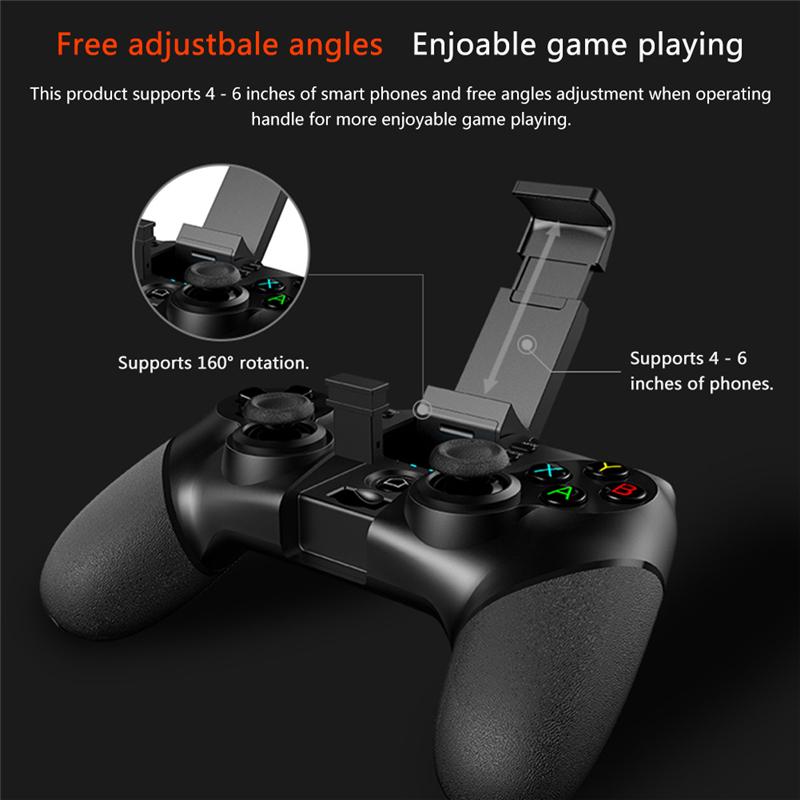 Free adjustbale angles Enjoable game playing
This product supports 4 - 6 inches of smart phones and free angles adjustment when operating
handle for more enjoyable game playing.
Supports 160° rotation.
Supports 4 - 6
inches of phones.
X
A
X
Y
A
B